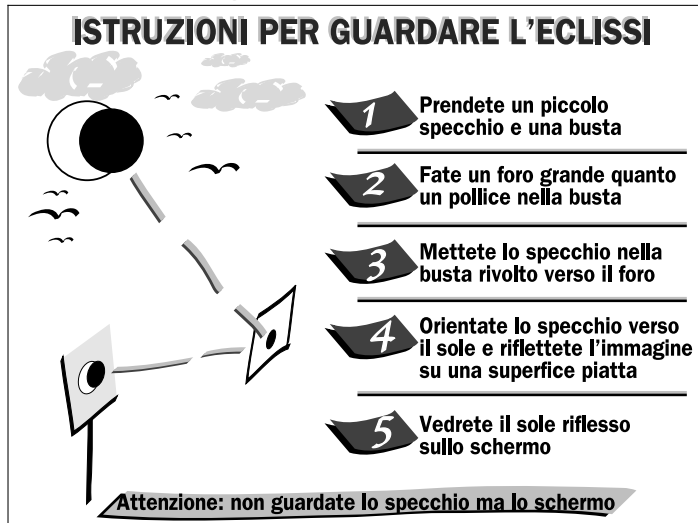 ISTRUZIONI PER GUARDARE L'ECLISSI
1 Prendete un piccolo
specchio e una busta
2 Fate un foro grande quanto
un pollice nella busta
3 Mettete lo specchio nella
busta rivolto verso il foro
4 Orientate lo specchio verso
il sole e riflettete l'immagine
su una superfice piatta
5 Vedrete il sole riflesso
sullo schermo
Attenzione: non guardate lo specchio ma lo schermo